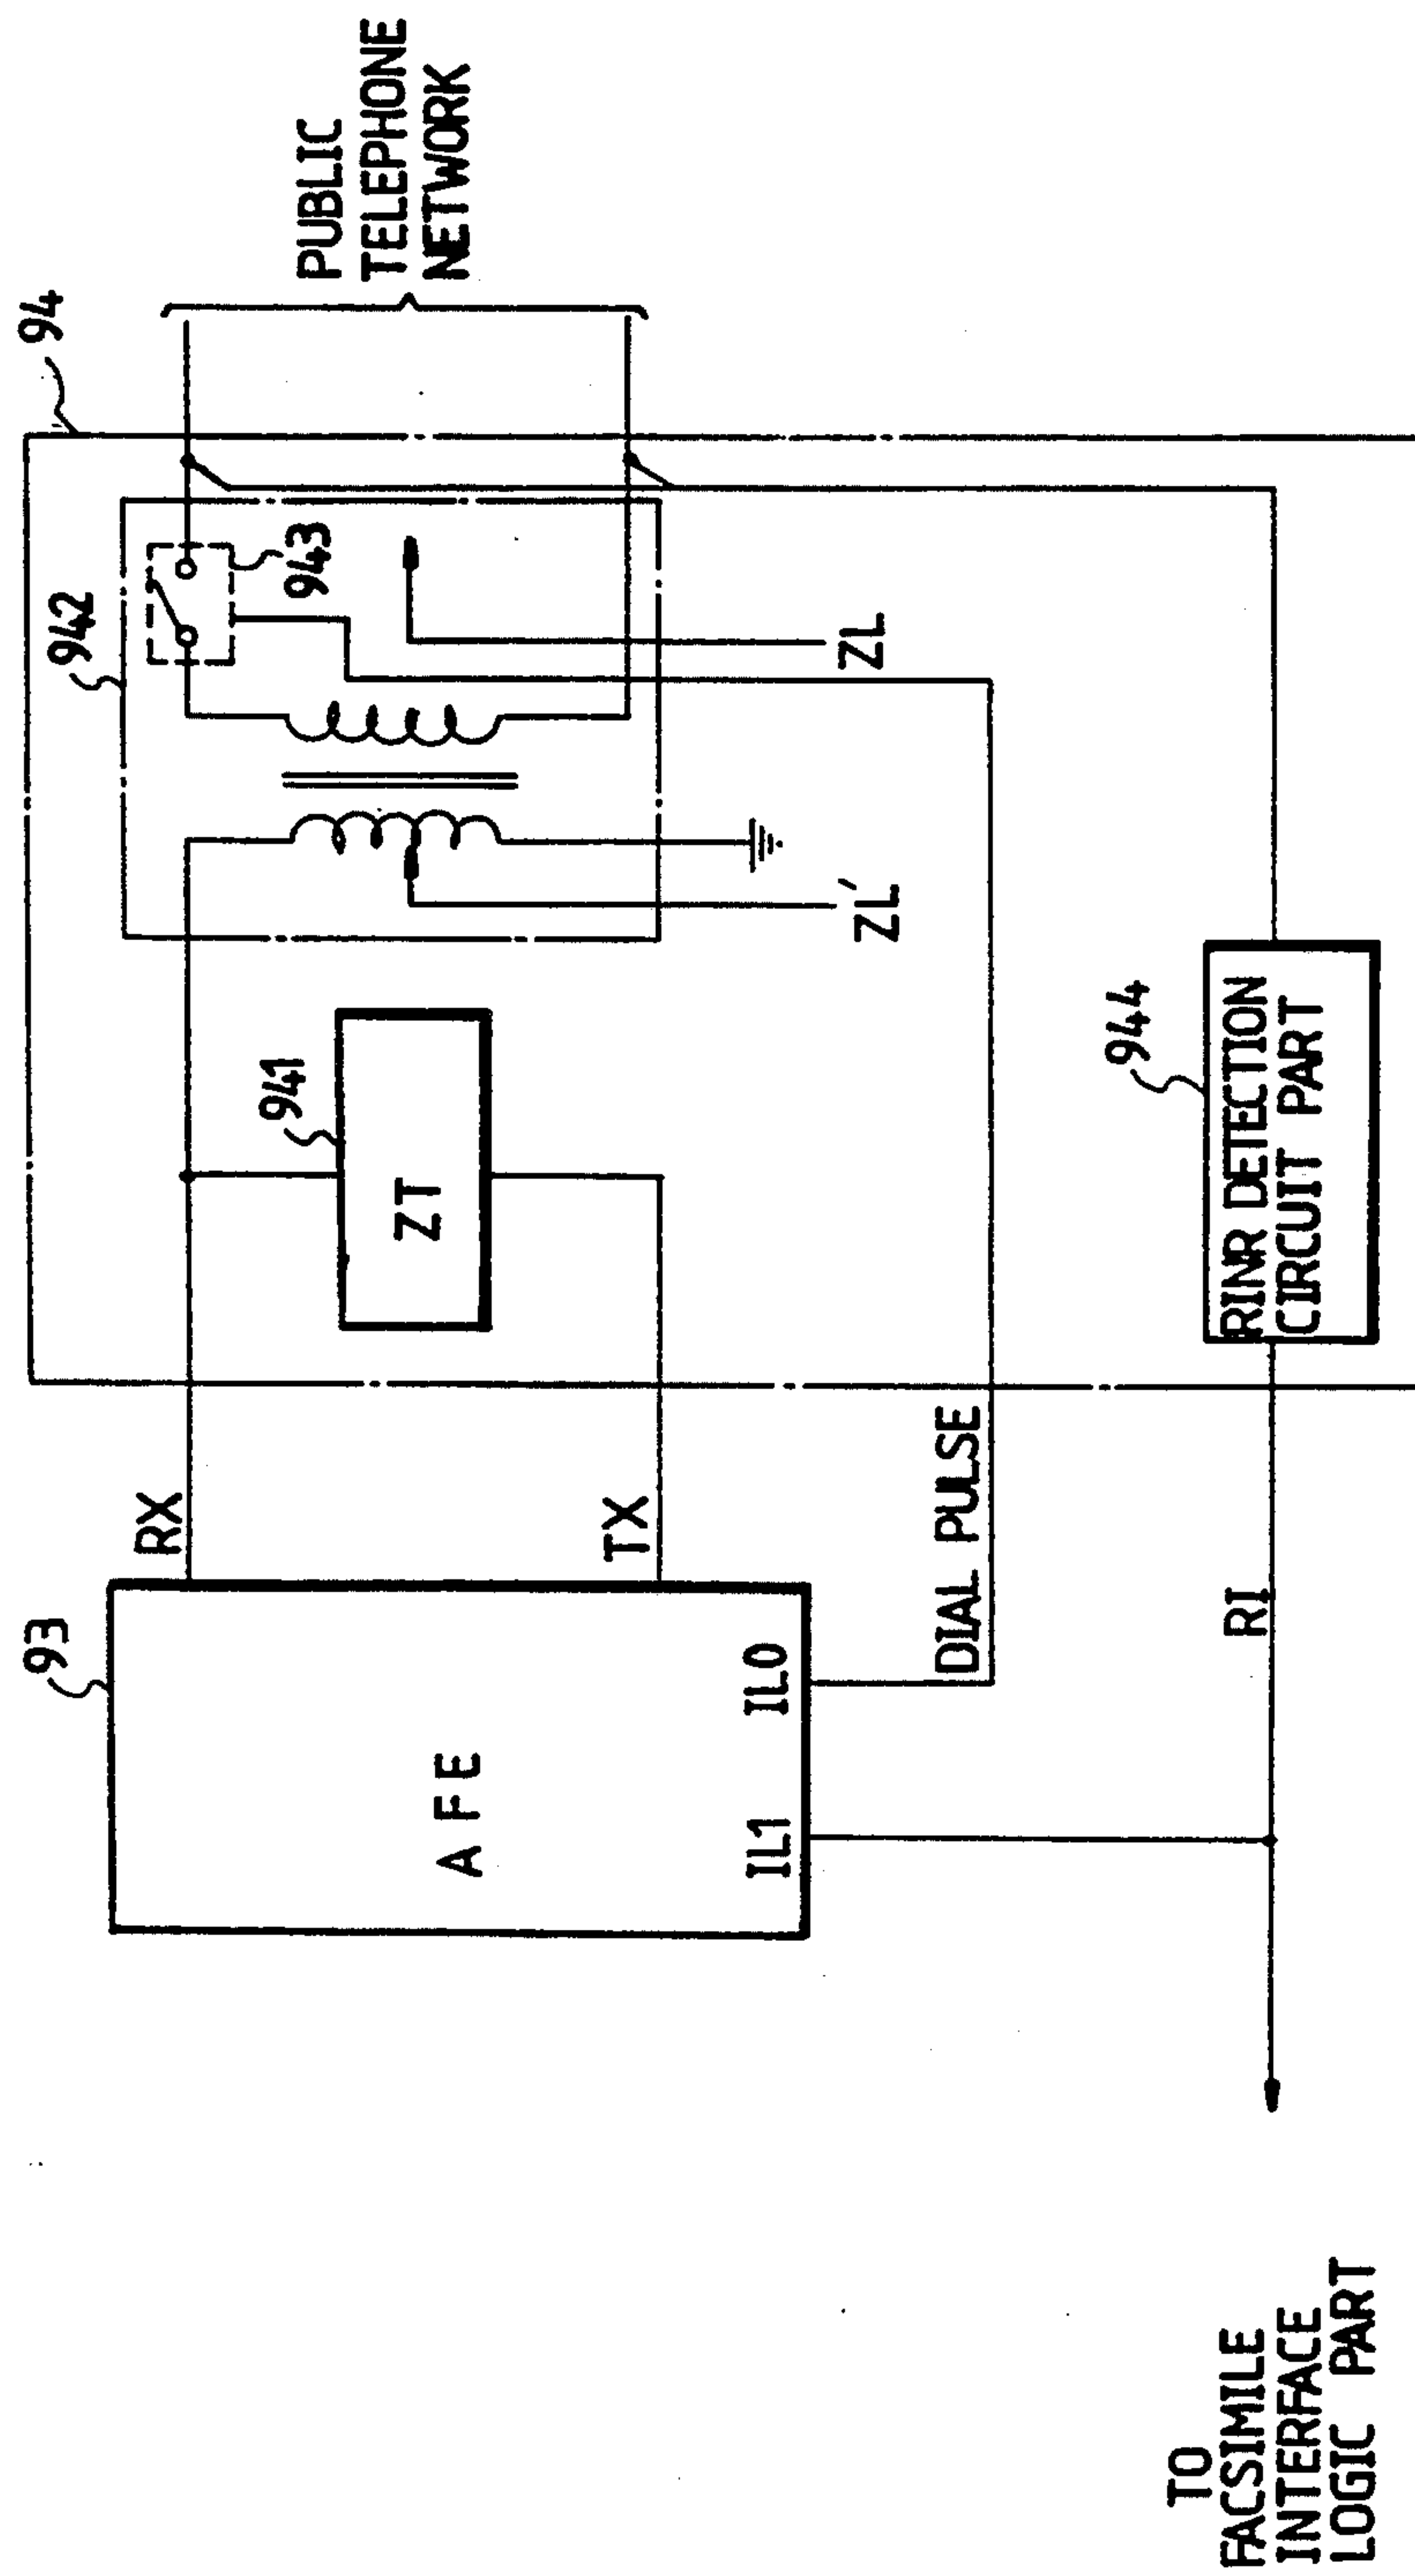 94
PUBLIC
TELEPHONE
NETWORK
942
943
ZL
ZL'
941
ZT
944
RINR DETECTION
CIRCUIT PART
93
RX
TX
AFE
IL0
IL1
DIAL PULSE
RI
TO
FACSIMILE
INTERFACE
LOGIC PART